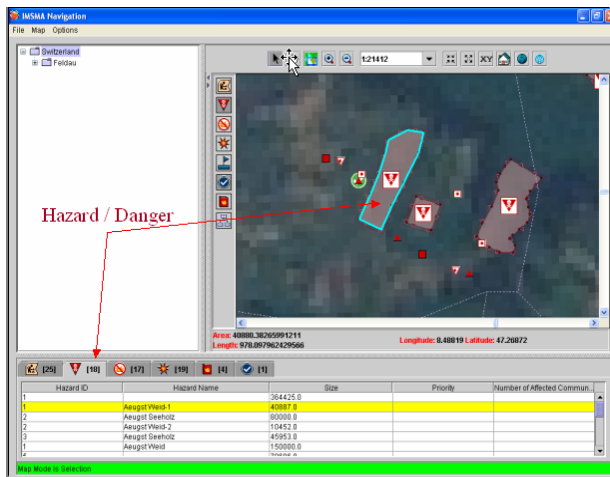 IMSMA Navigation
File Map Options
Switzerland
Feldau
1:21412
XY
Hazard / Danger
Area: 40880.38265991211
Length: 978.097962429566
Longitude: 8.48819 Latitude: 47.26872
[25] [18] [17] [19] [4] [1]
Hazard ID Hazard Name Size Priority Number of Affected Commun...
1 364425.0
1 Aeugst Weid-1 40887.0
2 Aeugst Seeholz 80000.0
2 Aeugst Weid-2 10452.0
3 Aeugst Seeholz 45953.0
1 Aeugst Weid 150000.0
Map Mode is Selection